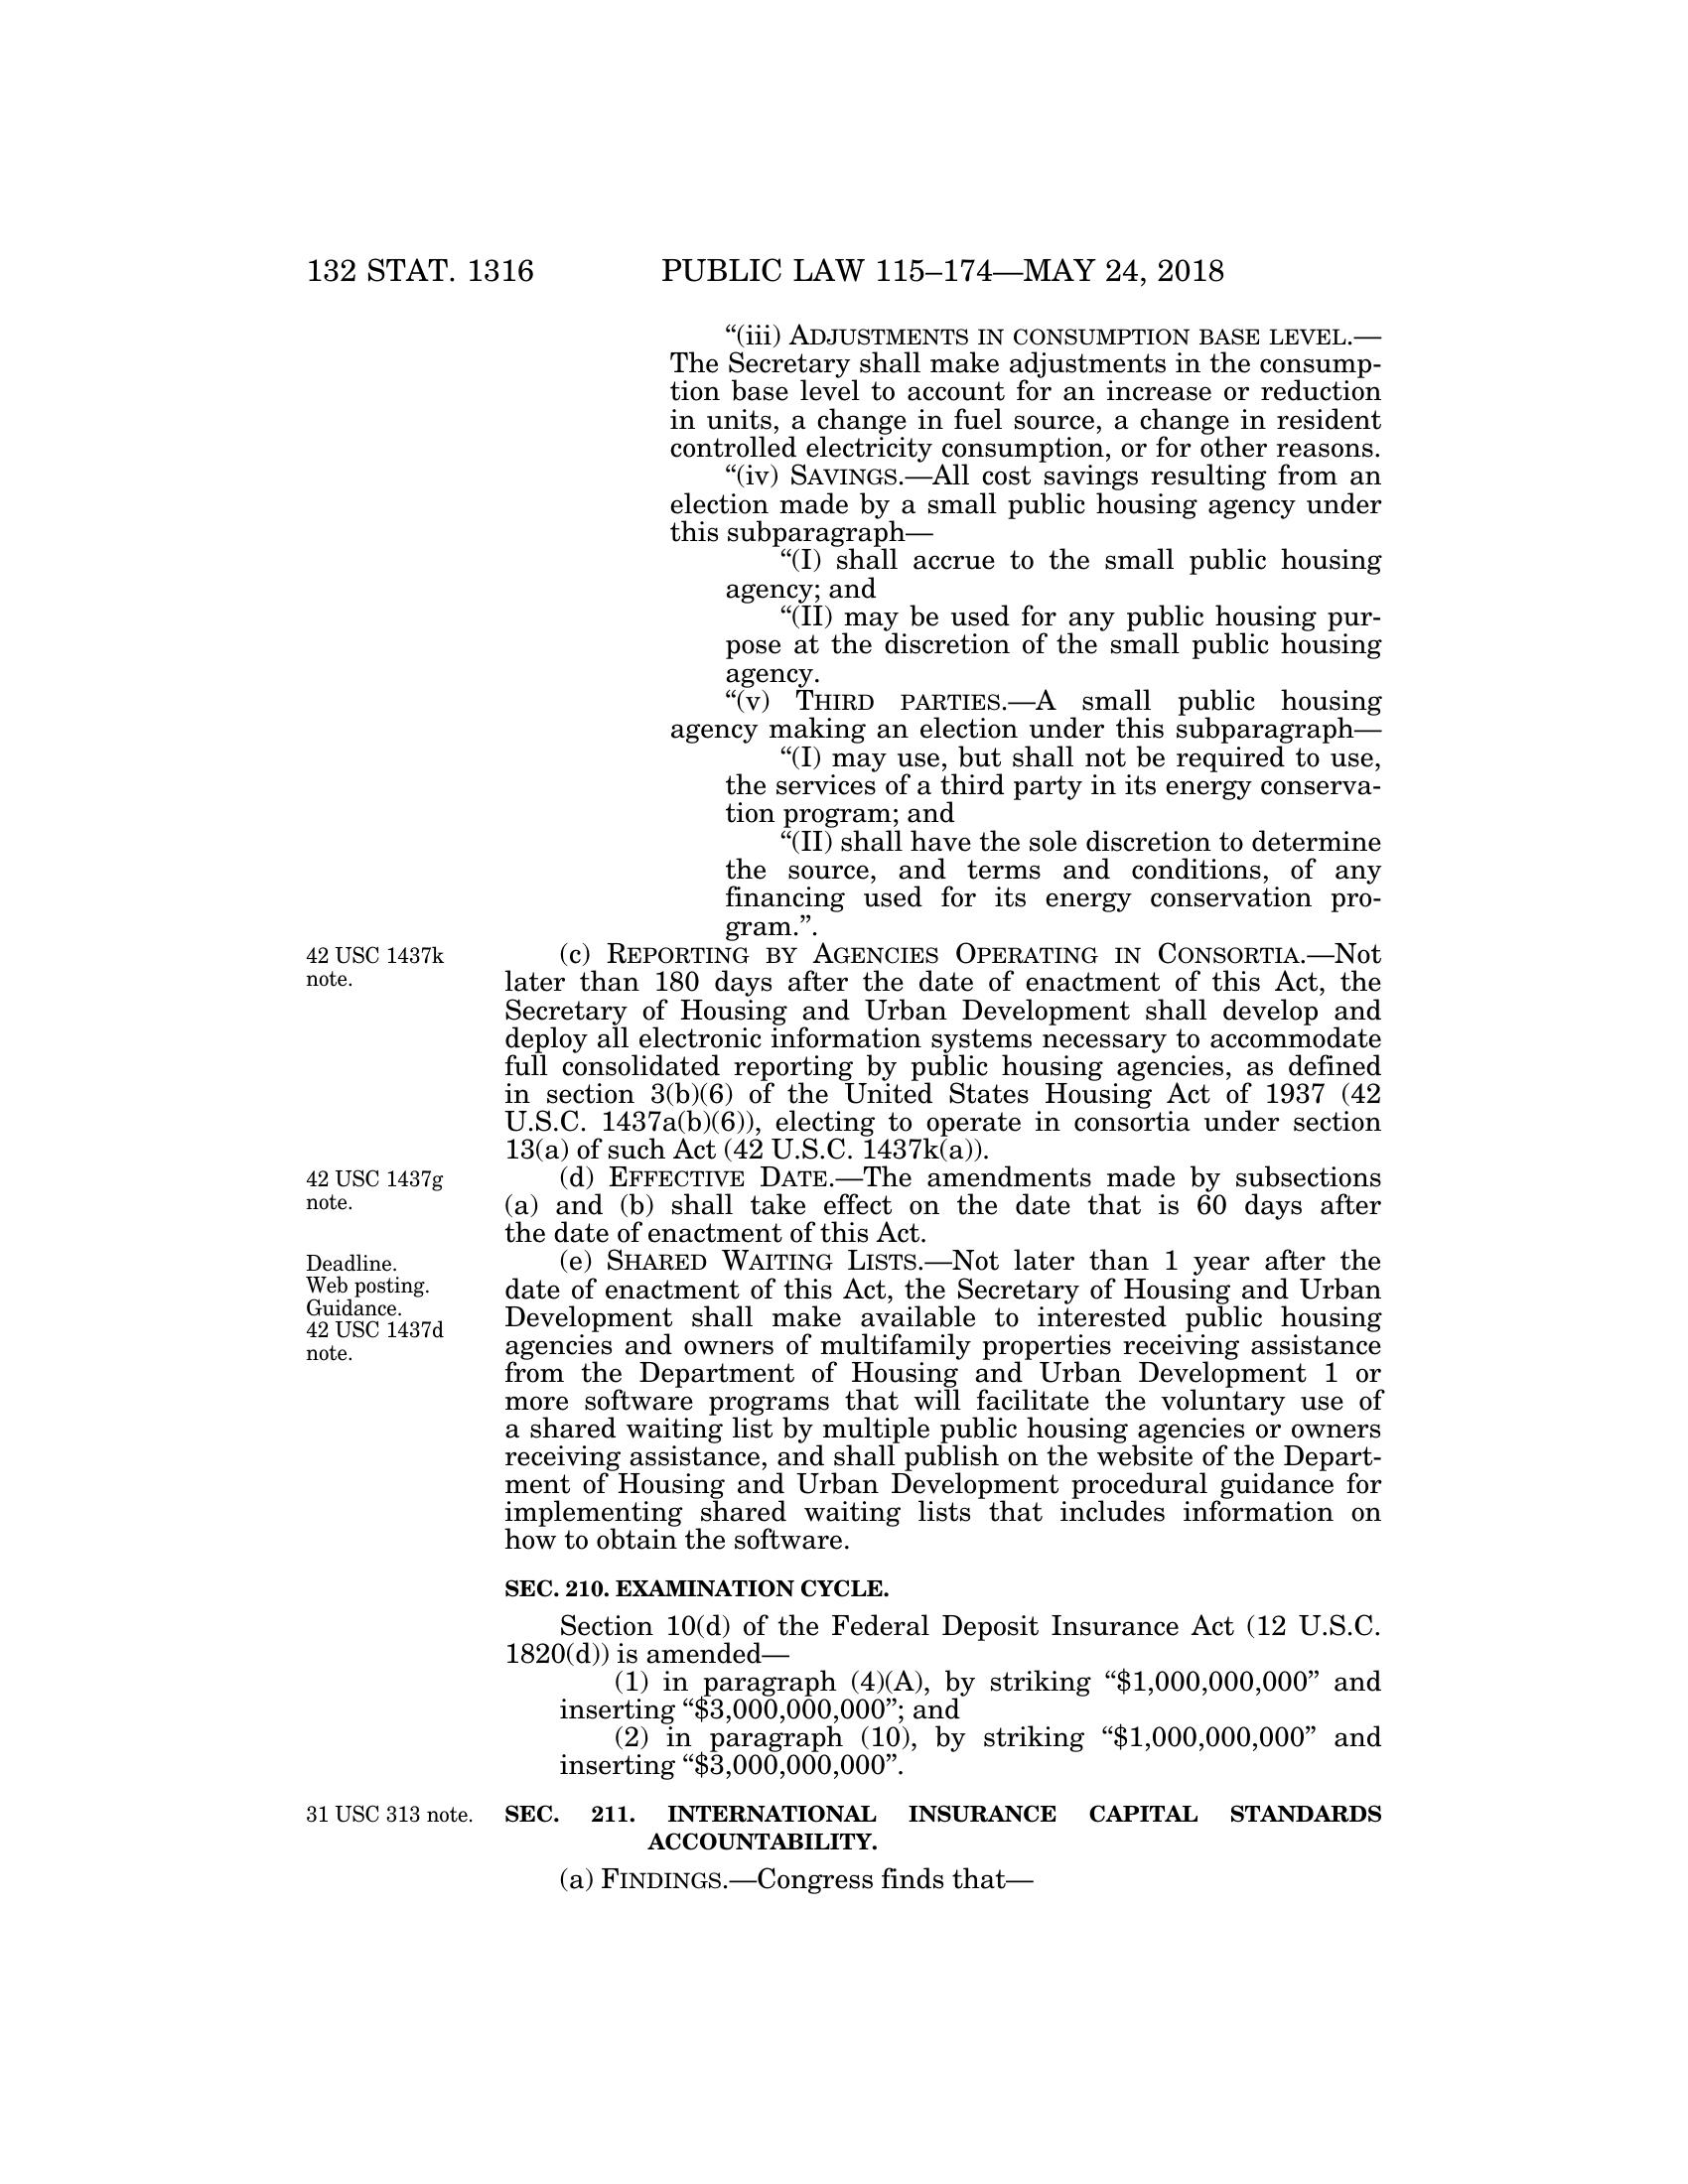 132 STAT. 1316 PUBLIC LAW 115–174—MAY 24, 2018
“(iii) ADJUSTMENTS IN CONSUMPTION BASE LEVEL.—
The Secretary shall make adjustments in the consump-
tion base level to account for an increase or reduction
in units, a change in fuel source, a change in resident
controlled electricity consumption, or for other reasons.
“(iv) SAVINGS.—All cost savings resulting from an
election made by a small public housing agency under
this subparagraph—
“(I) shall accrue to the small public housing
agency; and
“(II) may be used for any public housing pur-
pose at the discretion of the small public housing
agency.
“(v) THIRD PARTIES.—A small public housing
agency making an election under this subparagraph—
“(I) may use, but shall not be required to use,
the services of a third party in its energy conserva-
tion program; and
“(II) shall have the sole discretion to determine
the source, and terms and conditions, of any
financing used for its energy conservation pro-
gram.”.
42 USC 1437k
note.
(c) REPORTING BY AGENCIES OPERATING IN CONSORTIA.—Not
later than 180 days after the date of enactment of this Act, the
Secretary of Housing and Urban Development shall develop and
deploy all electronic information systems necessary to accommodate
full consolidated reporting by public housing agencies, as defined
in section 3(b)(6) of the United States Housing Act of 1937 (42
U.S.C. 1437a(b)(6)), electing to operate in consortia under section
13(a) of such Act (42 U.S.C. 1437k(a)).
42 USC 1437g
note.
(d) EFFECTIVE DATE.—The amendments made by subsections
(a) and (b) shall take effect on the date that is 60 days after
the date of enactment of this Act.
Deadline.
Web posting.
Guidance.
42 USC 1437d
note.
(e) SHARED WAITING LISTS.—Not later than 1 year after the
date of enactment of this Act, the Secretary of Housing and Urban
Development shall make available to interested public housing
agencies and owners of multifamily properties receiving assistance
from the Department of Housing and Urban Development 1 or
more software programs that will facilitate the voluntary use of
a shared waiting list by multiple public housing agencies or owners
receiving assistance, and shall publish on the website of the Depart-
ment of Housing and Urban Development procedural guidance for
implementing shared waiting lists that includes information on
how to obtain the software.
SEC. 210. EXAMINATION CYCLE.
Section 10(d) of the Federal Deposit Insurance Act (12 U.S.C.
1820(d)) is amended—
(1) in paragraph (4)(A), by striking “$1,000,000,000” and
inserting “$3,000,000,000”; and
(2) in paragraph (10), by striking “$1,000,000,000” and
inserting “$3,000,000,000”.
31 USC 313 note.
SEC. 211. INTERNATIONAL INSURANCE CAPITAL STANDARDS
ACCOUNTABILITY.
(a) FINDINGS.—Congress finds that—